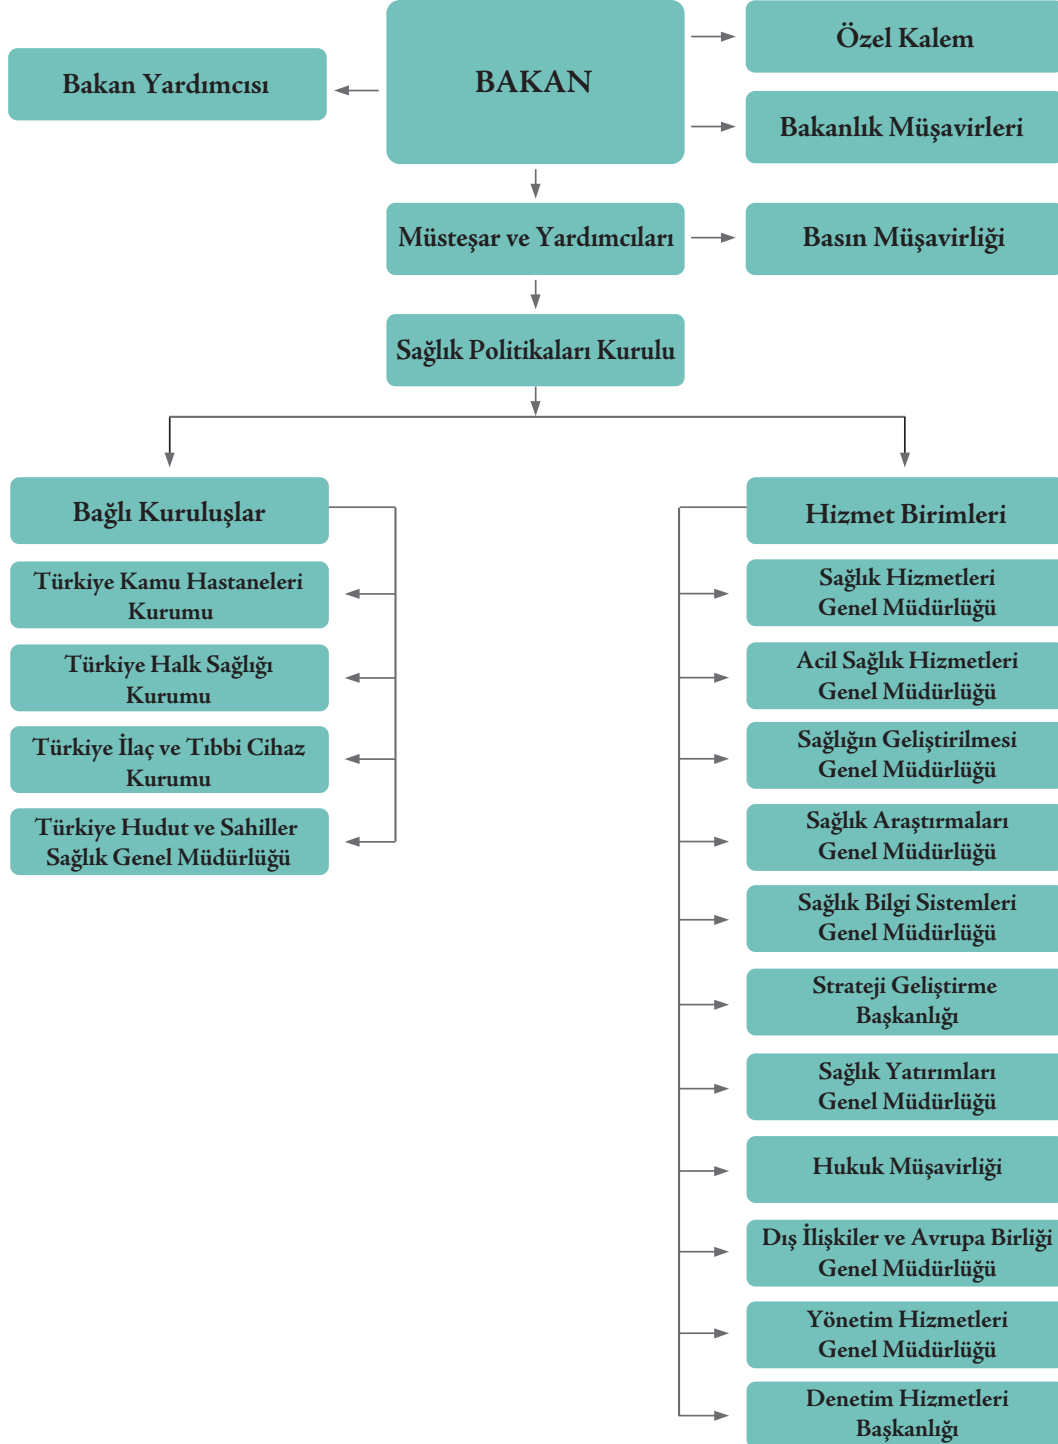 BAKAN
Özel Kalem
Bakan Yardımcısı
Bakanlık Müşavirleri
Müsteşar ve Yardımcıları
Basın Müşavirliği
Sağlık Politikaları Kurulu
Bağlı Kuruluşlar
Türkiye Kamu Hastaneleri
Kurumu
Türkiye Halk Sağlığı
Kurumu
Türkiye İlaç ve Tıbbi Cihaz
Kurumu
Türkiye Hudut ve Sahiller
Sağlık Genel Müdürlüğü
Hizmet Birimleri
Sağlık Hizmetleri
Genel Müdürlüğü
Acil Sağlık Hizmetleri
Genel Müdürlüğü
Sağlığın Geliştirilmesi
Genel Müdürlüğü
Sağlık Araştırmaları
Genel Müdürlüğü
Sağlık Bilgi Sistemleri
Genel Müdürlüğü
Strateji Geliştirme
Başkanlığı
Sağlık Yatırımları
Genel Müdürlüğü
Hukuk Müşavirliği
Dış İlişkiler ve Avrupa Birliği
Genel Müdürlüğü
Yönetim Hizmetleri
Genel Müdürlüğü
Denetim Hizmetleri
Başkanlığı